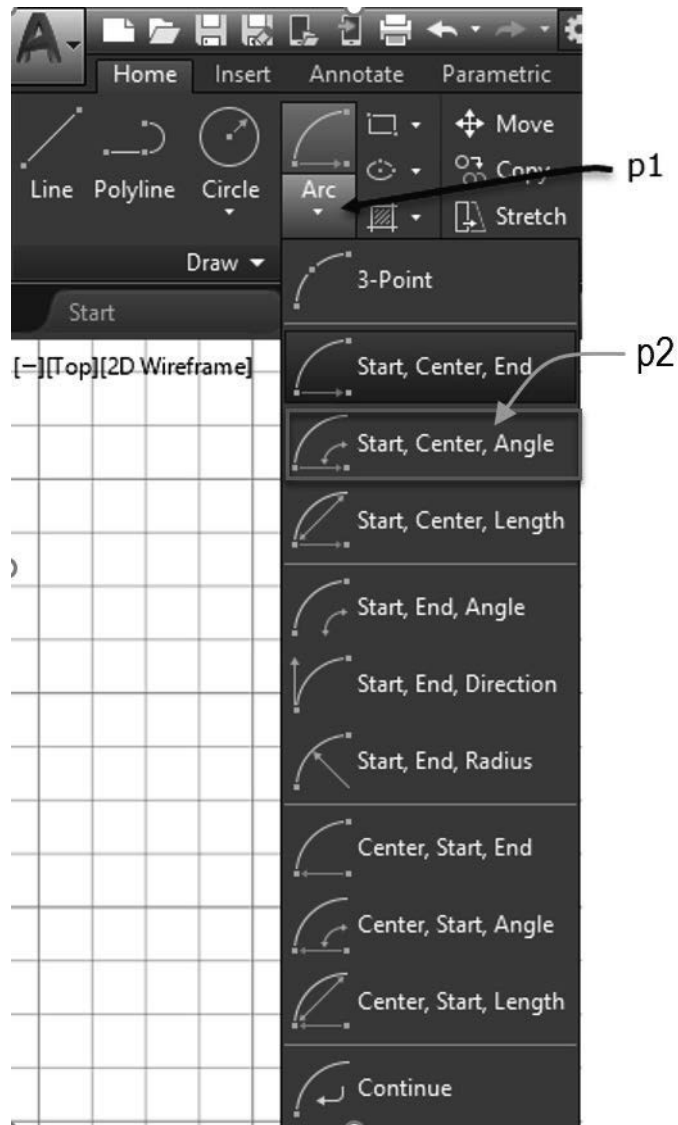 A
Home Insert Annotate Parametric
Line Polyline Circle Arc Move
Copy
Stretch
p1
Draw
Start
3-Point
[−][Top][2D Wireframe]
Start, Center, End
p2
Start, Center, Angle
Start, Center, Length
Start, End, Angle
Start, End, Direction
Start, End, Radius
Center, Start, End
Center, Start, Angle
Center, Start, Length
Continue